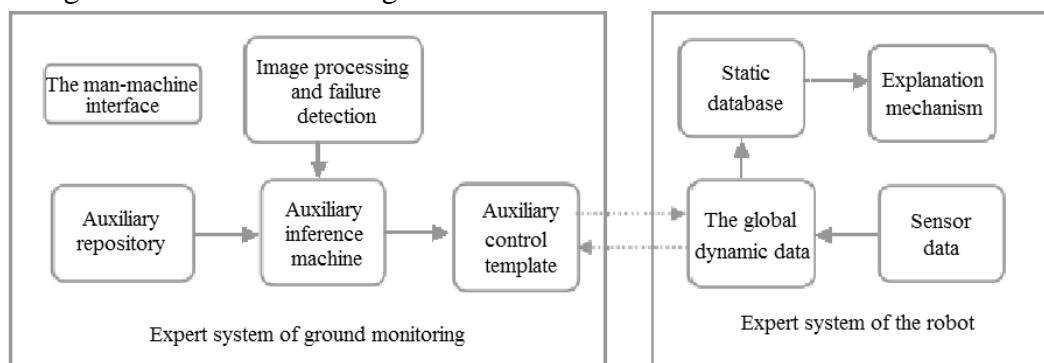 The man-machine
interface
Image processing
and failure
detection
Auxiliary
repository
Auxiliary
inference
machine
Auxiliary
control
template
Expert system of ground monitoring
Static
database
Explanation
mechanism
The global
dynamic data
Sensor
data
Expert system of the robot